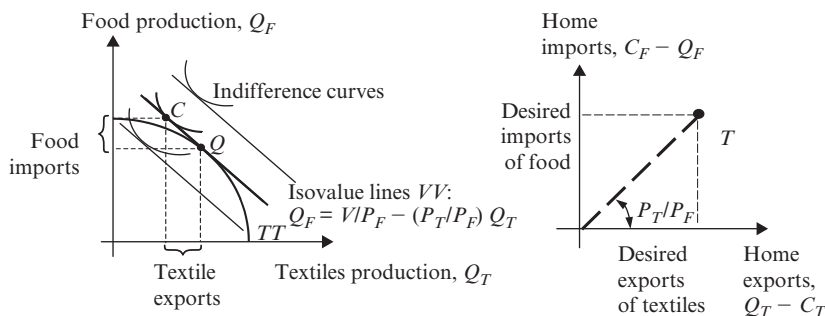 Food production, Q_F
Indifference curves
C
Food
imports
Q
Isovalue lines VV:
Q_F = V/P_F − (P_T/P_F) Q_T
TT
Textile
exports
Textiles production, Q_T
Home
imports, C_F − Q_F
Desired
imports
of food
T
P_T/P_F
Desired
exports
of textiles
Home
exports,
Q_T − C_T